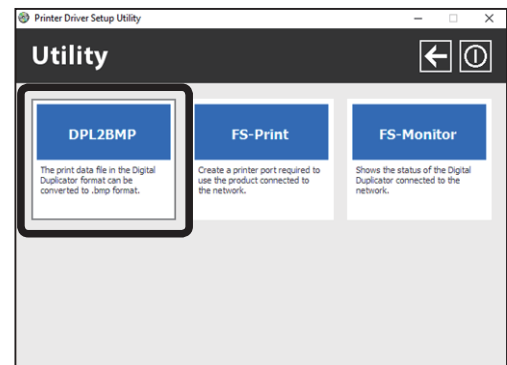 Printer Driver Setup Utility
Utility
DPL2BMP
The print data file in the Digital
Duplicator format can be
converted to .bmp format.
FS-Print
Create a printer port required to
use the product connected to
the network.
FS-Monitor
Shows the status of the Digital
Duplicator connected to the
network.